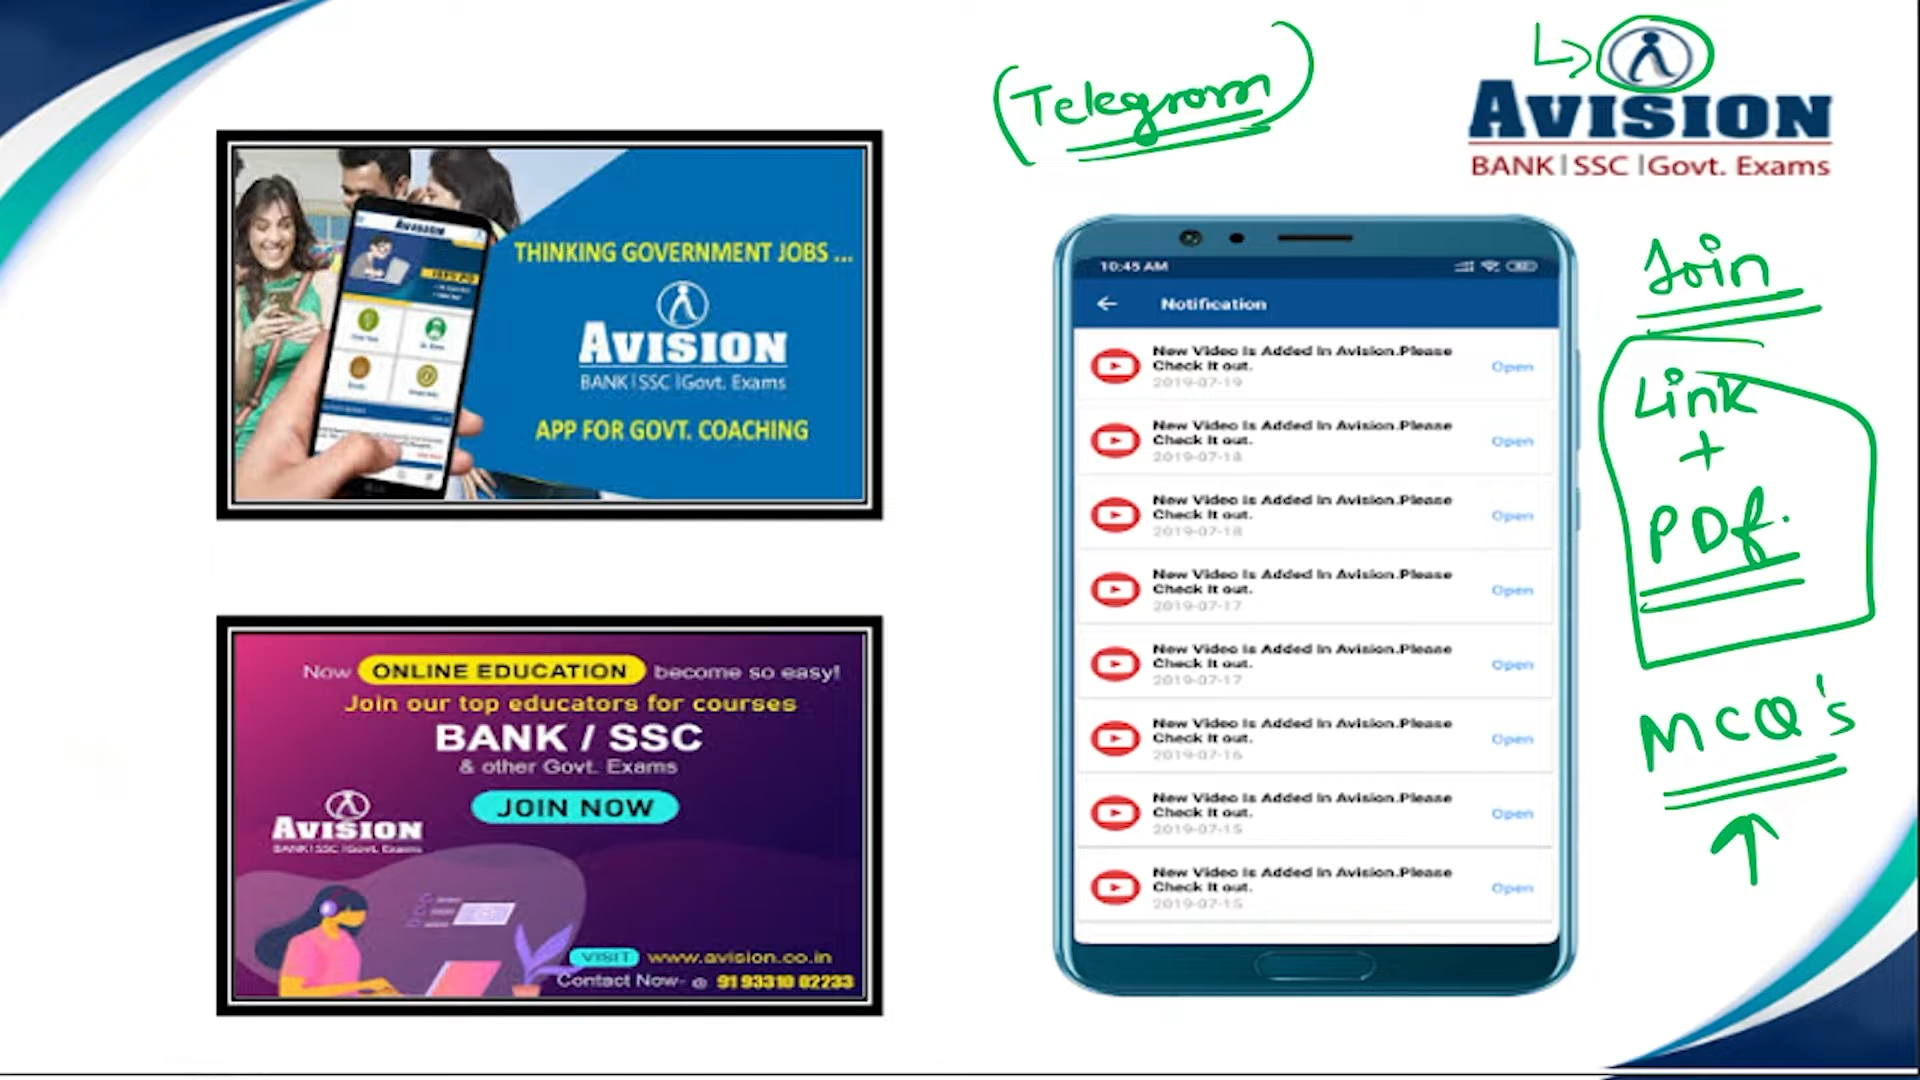 Telegram
AVISION
BANK|SSC|Govt. Exams
AVISION
THINKING GOVERNMENT JOBS ...
AVISION
BANK|SSC|Govt. Exams
APP FOR GOVT. COACHING
Now ONLINE EDUCATION become so easy!
Join our top educators for courses
BANK / SSC
& other Govt. Exams
JOIN NOW
AVISION
BANK|SSC|Govt. Exams
VISIT www.avision.co.in
Contact Now- @ 91 93310 02233
10:45 AM
Notification
New Video Is Added In Avision.Please
Check It out.
2019-07-19
Open
New Video Is Added In Avision.Please
Check It out.
2019-07-18
Open
New Video Is Added In Avision.Please
Check It out.
2019-07-18
Open
New Video Is Added In Avision.Please
Check It out.
2019-07-17
Open
New Video Is Added In Avision.Please
Check It out.
2019-07-17
Open
New Video Is Added In Avision.Please
Check It out.
2019-07-16
Open
New Video Is Added In Avision.Please
Check It out.
2019-07-15
Open
New Video Is Added In Avision.Please
Check It out.
2019-07-15
Open
Join
Link
+
PDf.
MCQ's